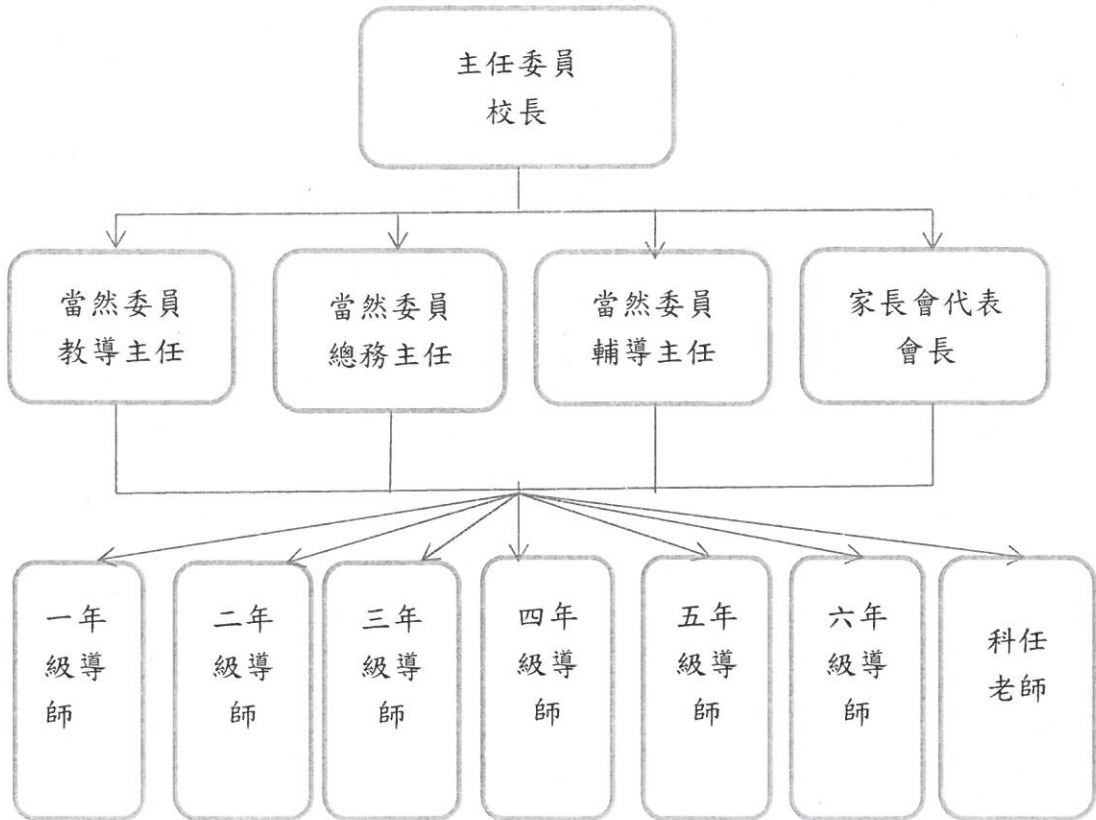 主任委員
校長
當然委員
教導主任
當然委員
總務主任
當然委員
輔導主任
家長會代表
會長
一年
級導
師
二年
級導
師
三年
級導
師
四年
級導
師
五年
級導
師
六年
級導
師
科任
老師